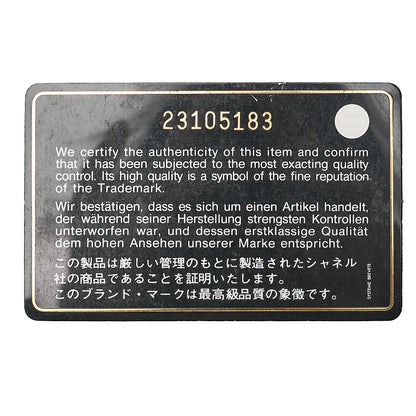 23105183
We certify the authenticity of this item and confirm
that it has been subjected to the most exacting quality
control. Its high quality is a symbol of the fine reputation
of the Trademark.
Wir bestätigen, dass es sich um einen Artikel handelt,
der während seiner Herstellung strengsten Kontrollen
unterworfen war, und dessen erstklassige Qualität
dem hohen Ansehen unserer Marke entspricht.
この製品は厳しい管理のもとに製造されたシャネル
社の商品であることを証明いたします。
このブランド・マークは最高級品質の象徴です。
SYSTEME BREVETE